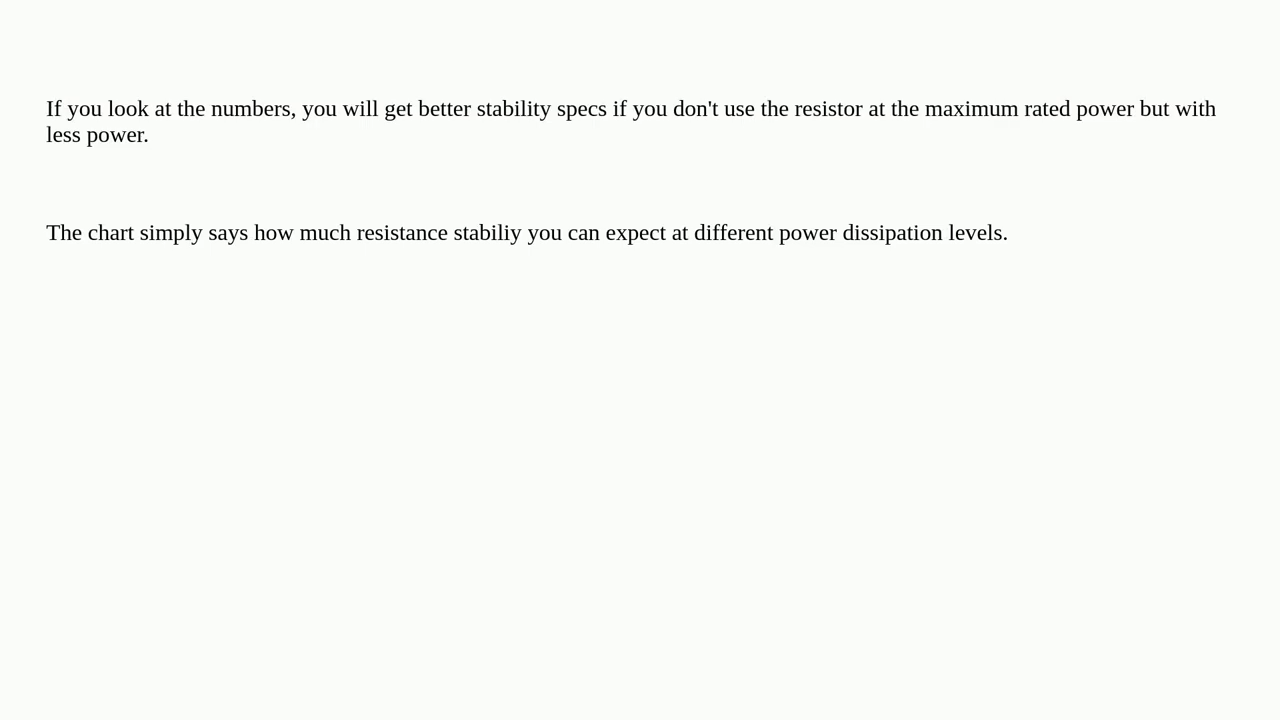 If you look at the numbers, you will get better stability specs if you don't use the resistor at the maximum rated power but with
less power.
The chart simply says how much resistance stabiliy you can expect at different power dissipation levels.